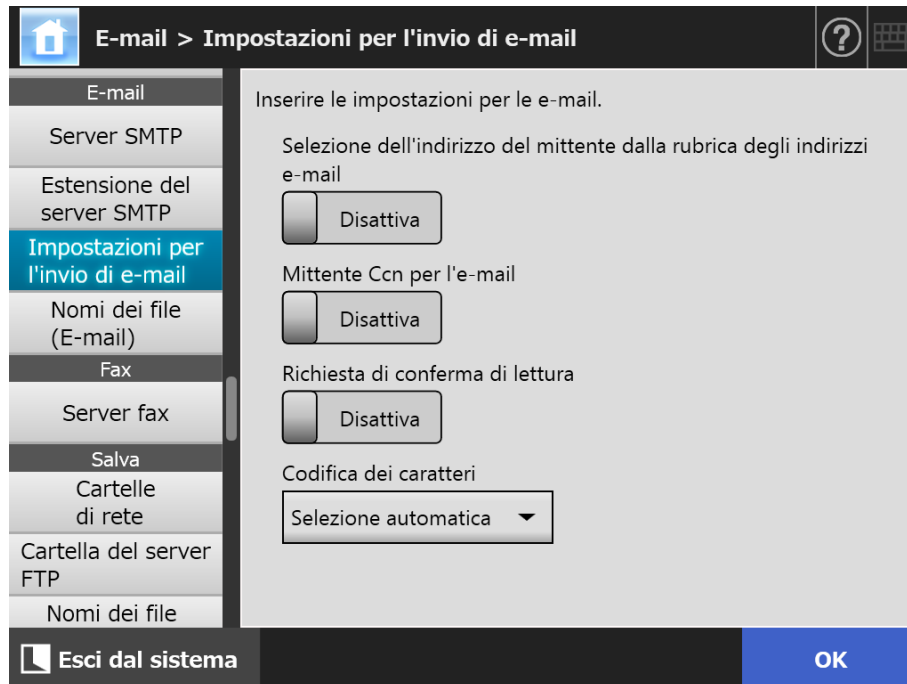 E-mail > Impostazioni per l'invio di e-mail
?
E-mail
Server SMTP
Estensione del
server SMTP
Impostazioni per
l'invio di e-mail
Nomi dei file
(E-mail)
Fax
Server fax
Salva
Cartelle
di rete
Cartella del server
FTP
Nomi dei file
Inserire le impostazioni per le e-mail.
Selezione dell'indirizzo del mittente dalla rubrica degli indirizzi
e-mail
Disattiva
Mittente Ccn per l'e-mail
Disattiva
Richiesta di conferma di lettura
Disattiva
Codifica dei caratteri
Selezione automatica
Esci dal sistema
OK